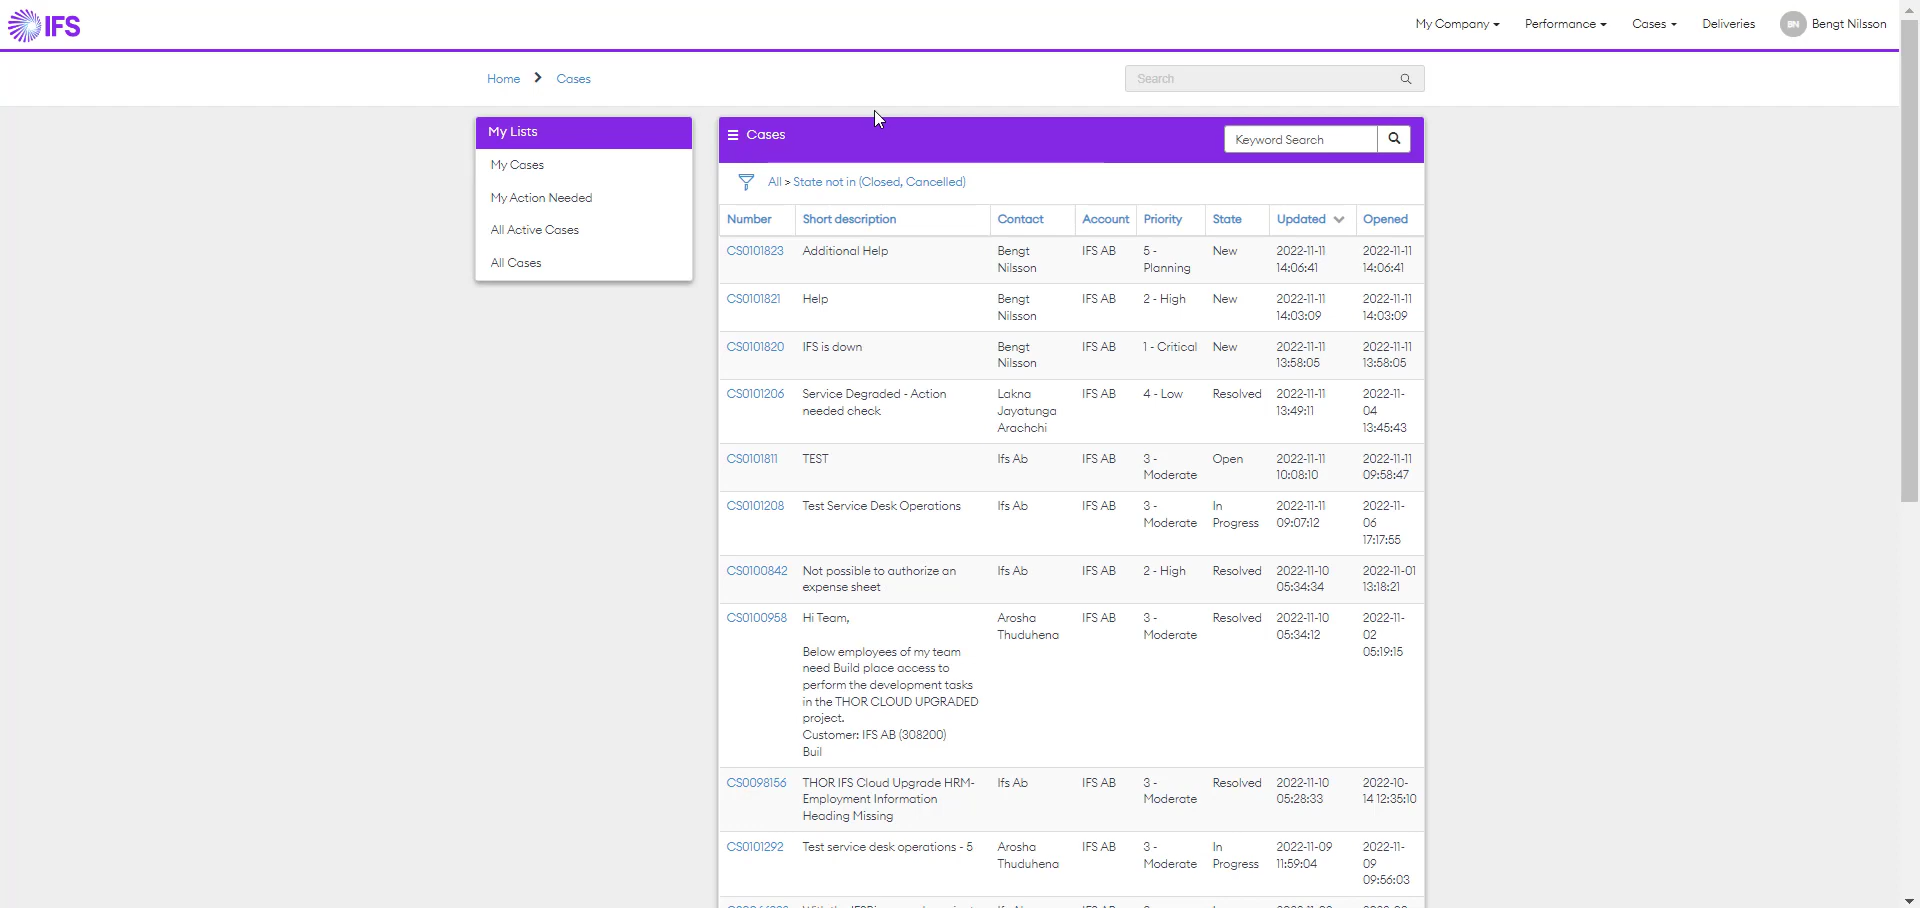 IFS
My Company
Performance
Cases
Deliveries
BN
Bengt Nilsson
Home
Cases
Search
My Lists
My Cases
My Action Needed
All Active Cases
All Cases
Cases
Keyword Search
All > State not in (Closed, Cancelled)
Number Short description Contact Account Priority State Updated Opened
CS0101823 Additional Help Bengt IFS AB 5 - New 2022-11-11 2022-11-11
Nilsson Planning 14:06:41 14:06:41
CS0101821 Help Bengt IFS AB 2 - High New 2022-11-11 2022-11-11
Nilsson 14:03:09 14:03:09
CS0101820 IFS is down Bengt IFS AB 1 - Critical New 2022-11-11 2022-11-11
Nilsson 13:58:05 13:58:05
CS0101206 Service Degraded - Action Lakna IFS AB 4 - Low Resolved 2022-11-11 2022-11-
needed check Jayatunga 13:49:11 04
Arachchi 13:45:43
CS0101811 TEST Ifs Ab IFS AB 3 - Open 2022-11-11 2022-11-11
Moderate 10:08:10 09:58:47
CS0101208 Test Service Desk Operations Ifs Ab IFS AB 3 - In 2022-11-11 2022-11-
Moderate Progress 09:07:12 06
17:17:55
CS0100842 Not possible to authorize an Ifs Ab IFS AB 2 - High Resolved 2022-11-10 2022-11-01
expense sheet 05:34:34 13:18:21
CS0100958 Hi Team, Arosha IFS AB 3 - Resolved 2022-11-10 2022-11-
Thuduhena Moderate 05:34:12 02
Below employees of my team 05:19:15
need Build place access to
perform the development tasks
in the THOR CLOUD UPGRADED
project.
Customer: IFS AB (308200)
Buil
CS0098156 THOR IFS Cloud Upgrade HRM- Ifs Ab IFS AB 3 - Resolved 2022-11-10 2022-10-
Employment Information Moderate 05:28:33 14 12:35:10
Heading Missing
CS0101292 Test service desk operations - 5 Arosha IFS AB 3 - In 2022-11-09 2022-11-
Thuduhena Moderate Progress 11:59:04 09
09:56:03